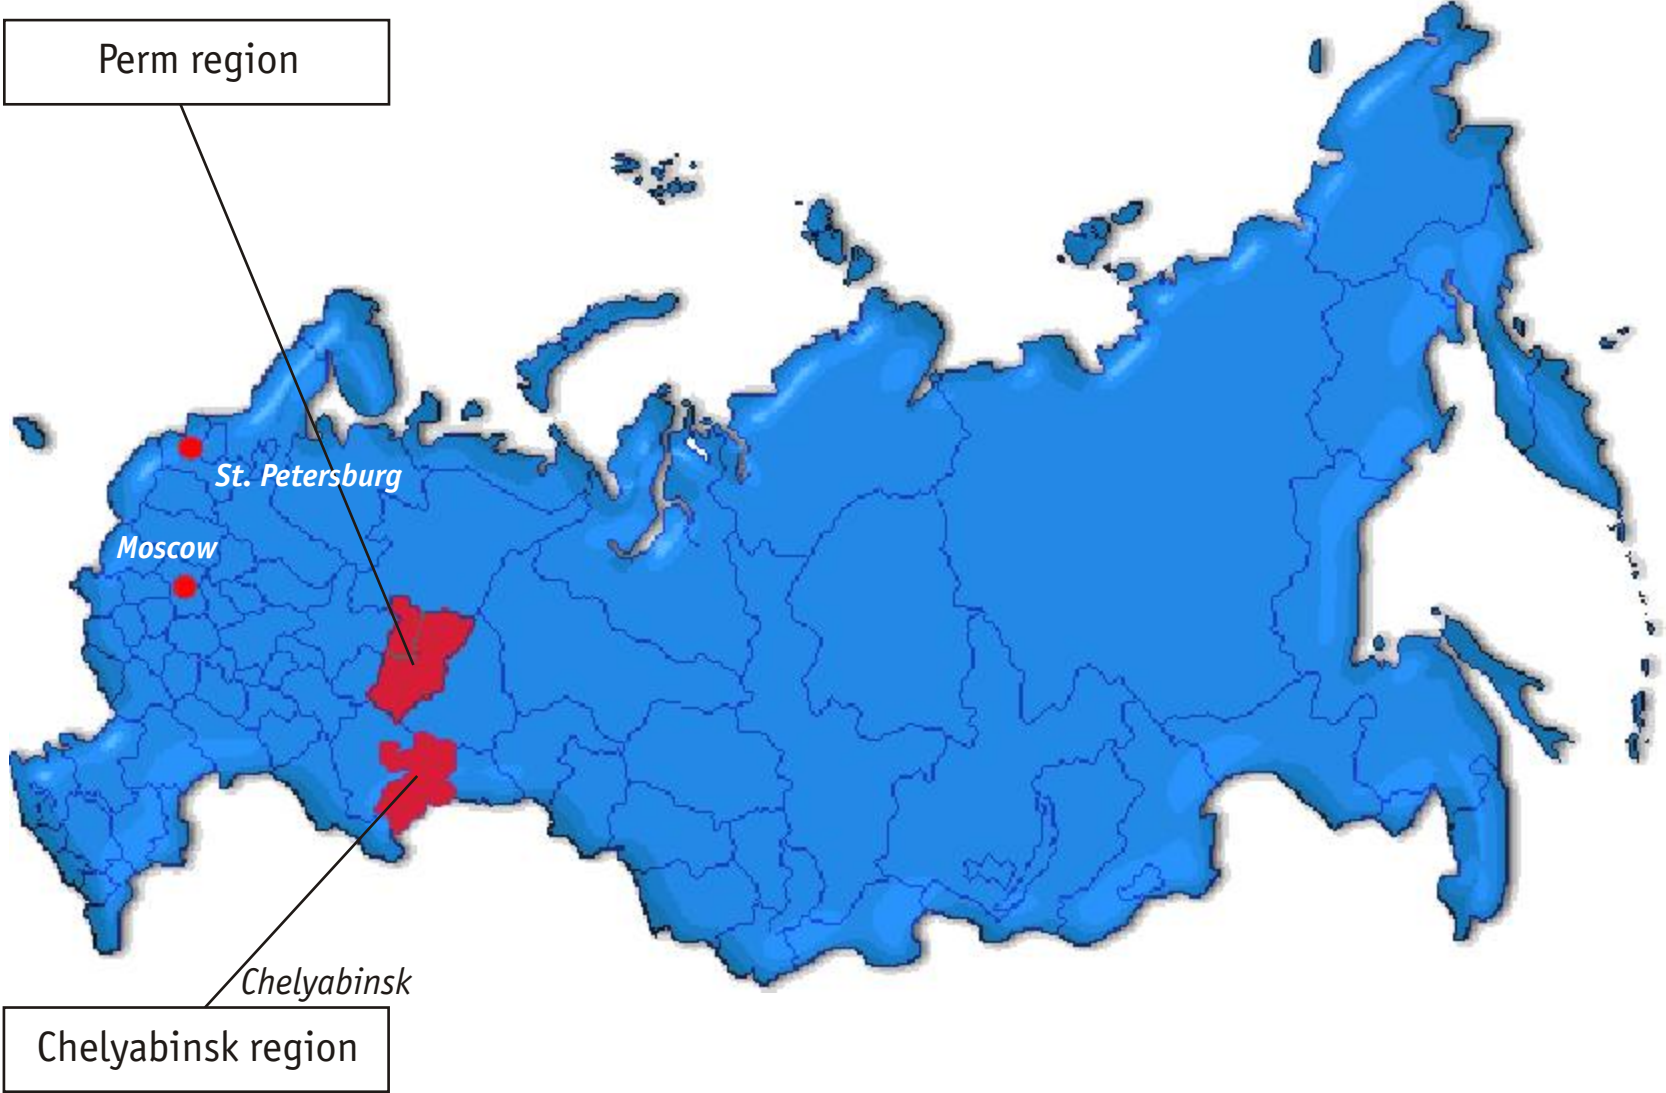 Perm region
St. Petersburg
Moscow
Chelyabinsk
Chelyabinsk region